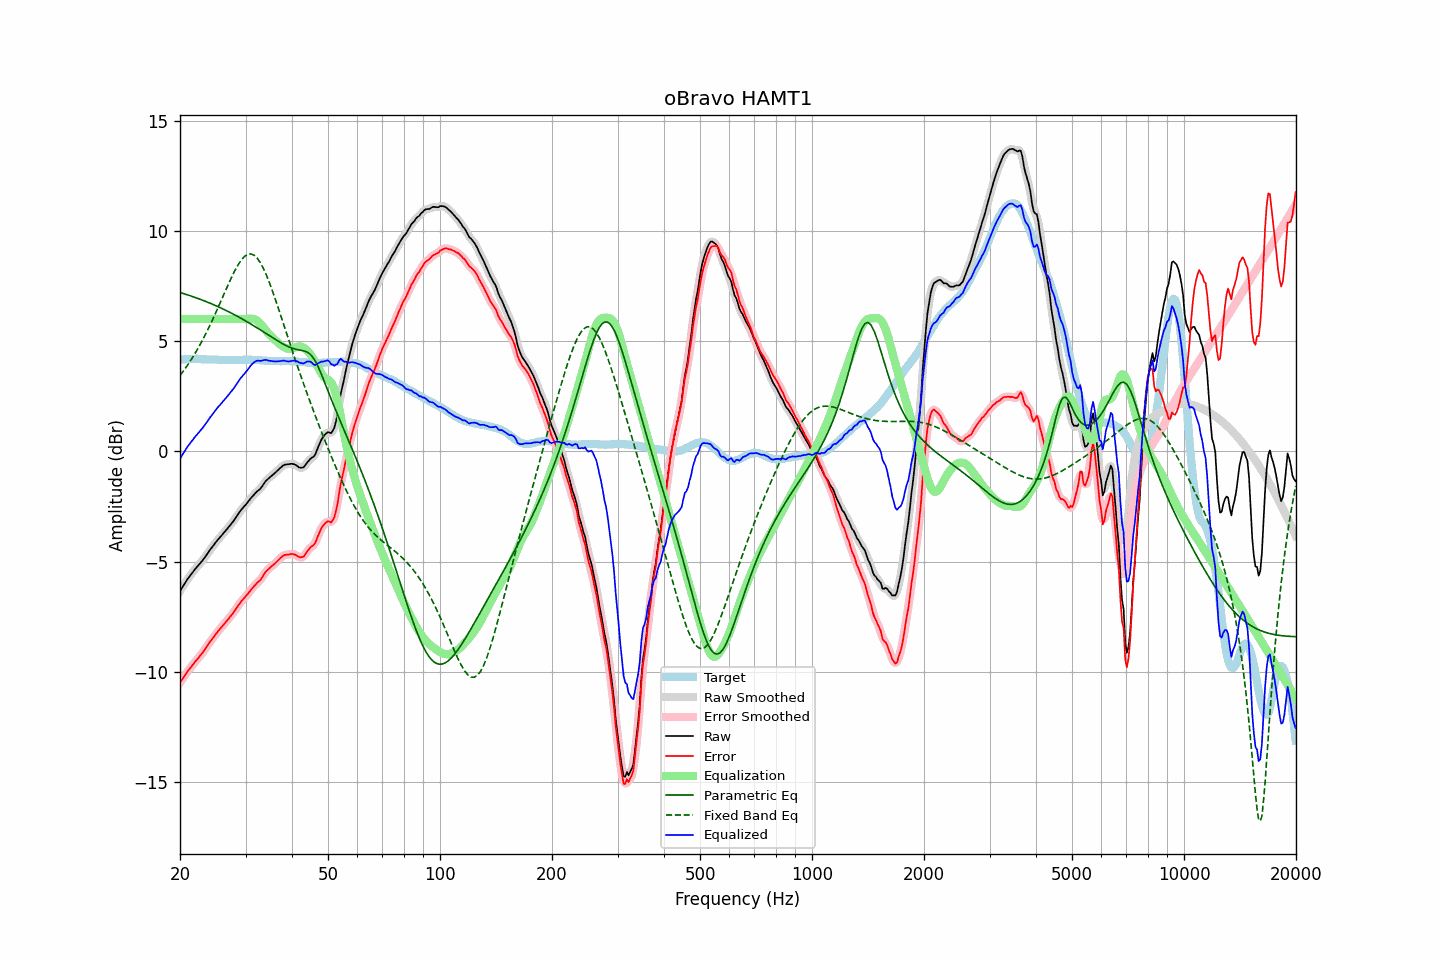 oBravo HAMT1
Amplitude (dBr)
15
10
5
0
−5
−10
−15
Target
Raw Smoothed
Error Smoothed
Raw
Error
Equalization
Parametric Eq
Fixed Band Eq
Equalized
20
50
100
200
500
1000
2000
5000
10000
20000
Frequency (Hz)